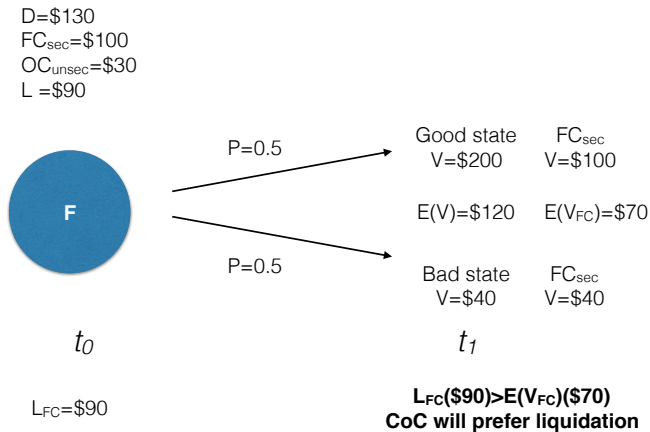 D=$130
FCsec=$100
OCunsec=$30
L =$90
F
P=0.5
Good state FCsec
V=$200 V=$100
E(V)=$120 E(VFC)=$70
P=0.5
Bad state FCsec
V=$40 V=$40
t0 t1
LFC=$90
LFC($90)>E(VFC)($70)
CoC will prefer liquidation